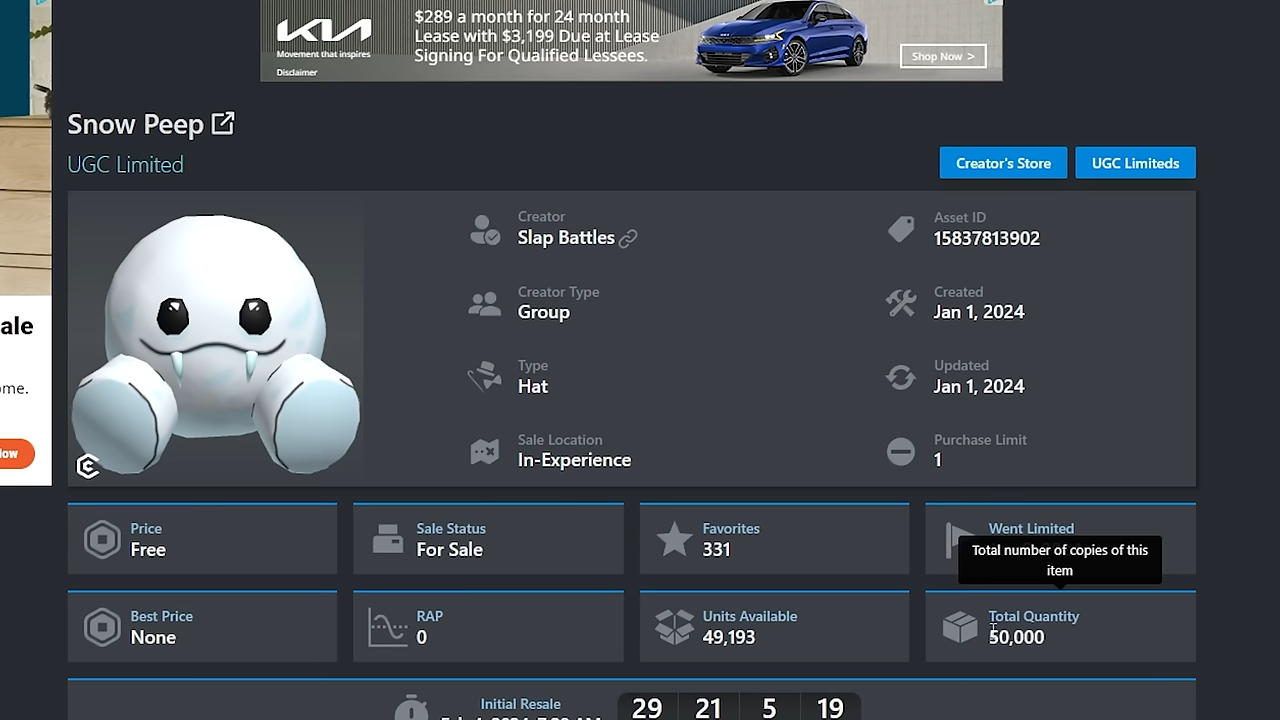 KIA
Movement that inspires
Disclaimer
$289 a month for 24 month
Lease with $3,199 Due at Lease
Signing For Qualified Lessees.
Shop Now >
Snow Peep
UGC Limited
Creator's Store
UGC Limiteds
ale
me.
low
Creator
Slap Battles
Asset ID
15837813902
Creator Type
Group
Created
Jan 1, 2024
Type
Hat
Updated
Jan 1, 2024
Sale Location
In-Experience
Purchase Limit
1
Price
Free
Sale Status
For Sale
Favorites
331
Went Limited
Total number of copies of this
item
Best Price
None
RAP
0
Units Available
49,193
Total Quantity
50,000
Initial Resale
29 21 5 19